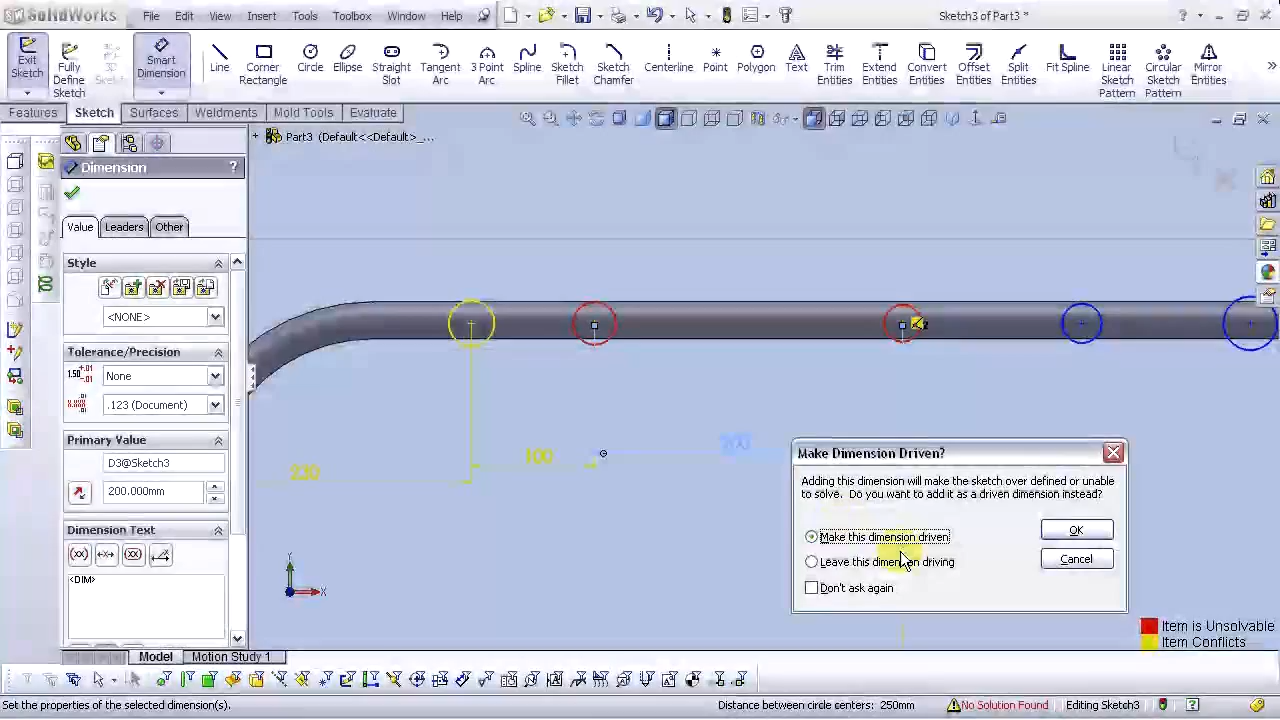 SolidWorks File Edit View Insert Tools Toolbox Window Help Sketch3 of Part3 *
Exit Sketch Fully Define Sketch 3D Sketch Smart Dimension Line Corner Rectangle Circle Ellipse Straight Slot Tangent Arc 3 Point Arc Spline Sketch Fillet Sketch Chamfer Centerline Point Polygon Text Trim Entities Extend Entities Convert Entities Offset Entities Split Entities Fit Spline Linear Sketch Pattern Circular Sketch Pattern Mirror Entities
Features Sketch Surfaces Weldments Mold Tools Evaluate
Part3 (Default<<Default>_...
Dimension ?
Value Leaders Other
Style
<NONE>
Tolerance/Precision
None
.123 (Document)
Primary Value
D3@Sketch3
200.000mm
Dimension Text
<DIM>
230
100
200
Y
X
Make Dimension Driven?
Adding this dimension will make the sketch over defined or unable
to solve. Do you want to add it as a driven dimension instead?
Make this dimension driven
Leave this dimension driving
Don't ask again
OK
Cancel
Item is Unsolvable
Item Conflicts
Model Motion Study 1
Set the properties of the selected dimension(s). Distance between circle centers: 250mm No Solution Found Editing Sketch3